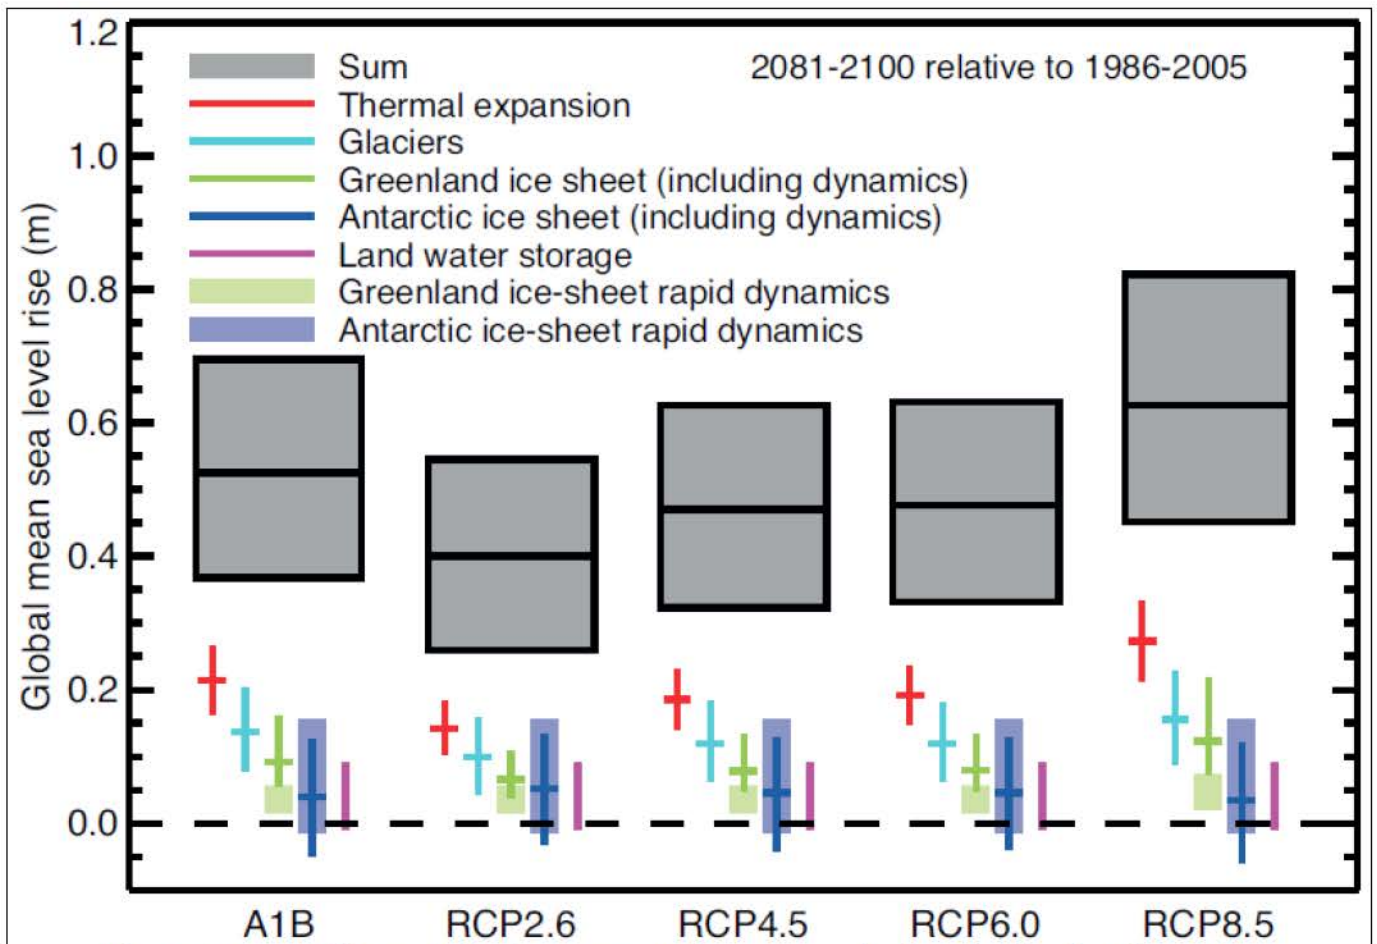 1.2
Sum
2081-2100 relative to 1986-2005
Thermal expansion
Glaciers
1.0
Greenland ice sheet (including dynamics)
Antarctic ice sheet (including dynamics)
Land water storage
Greenland ice-sheet rapid dynamics
0.8
Antarctic ice-sheet rapid dynamics
Global mean sea level rise (m)
0.6
0.4
0.2
0.0
A1B RCP2.6 RCP4.5 RCP6.0 RCP8.5